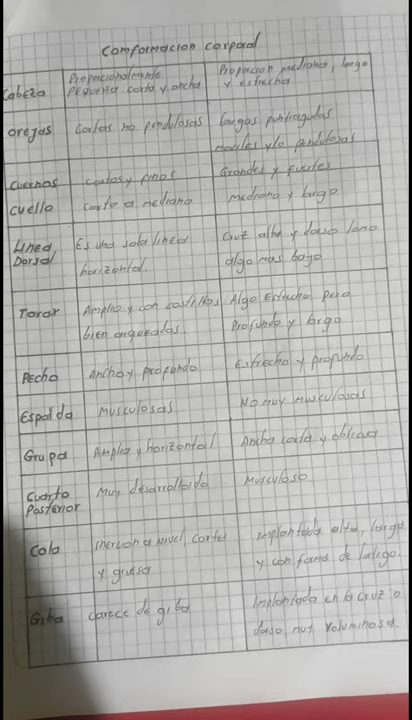 Comformacion corporal
Cabeza
Proporcionalmente
pequeña corta y ancha
Proporcion mediana, larga
y estrecha
orejas
Cortas no pendulosas
largas puntiagudas
moviles y/o pendulosas
Cuernos
cortos y finos
Grandes y fuertes
Cuello
corto a mediano
mediano y largo
Linea
Dorsal
Es una sola linea
horizontal.
Cruz alta y dorso lomo
algo mas bajo
Torax
Amplio y con costillas
bien arqueadas.
Algo Estrecho pero
Profundo y largo
Pecho
Ancho y profundo
Estrecho y profundo
Espalda
Musculosas
No muy musculosas
Grupa
Amplia y horizontal
Ancha corta y oblicua
Cuarto
Posterior
Muy desarrollado
Musculoso
Cola
insercion a nivel, corta
y gruesa
implantada alta, larga
y con forma de latigo.
Giba
carece de giba
Implantada en la cruz o
dorso, muy voluminosa.